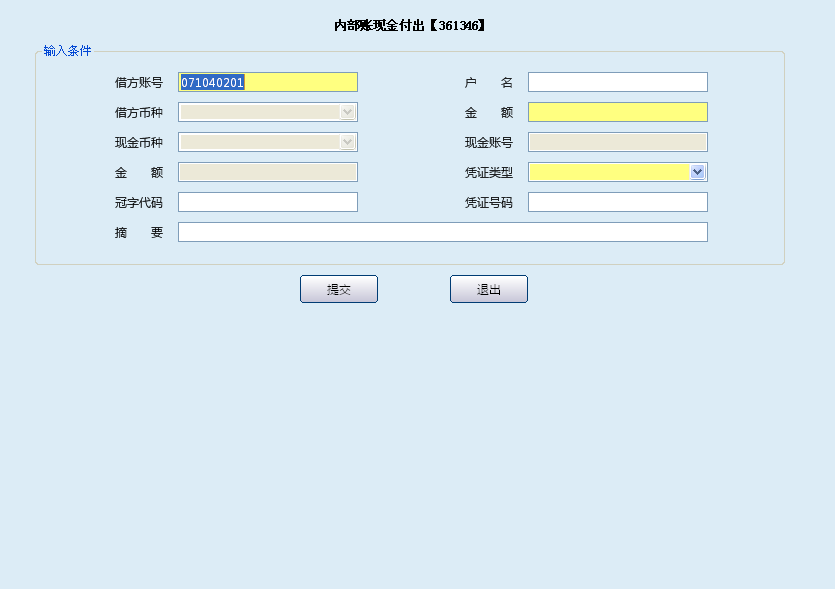 内部账现金付出【361346】
输入条件
借方账号 071040201 户 名
借方币种 金 额
现金币种 现金账号
金 额 凭证类型
冠字代码 凭证号码
摘 要
提交 退出